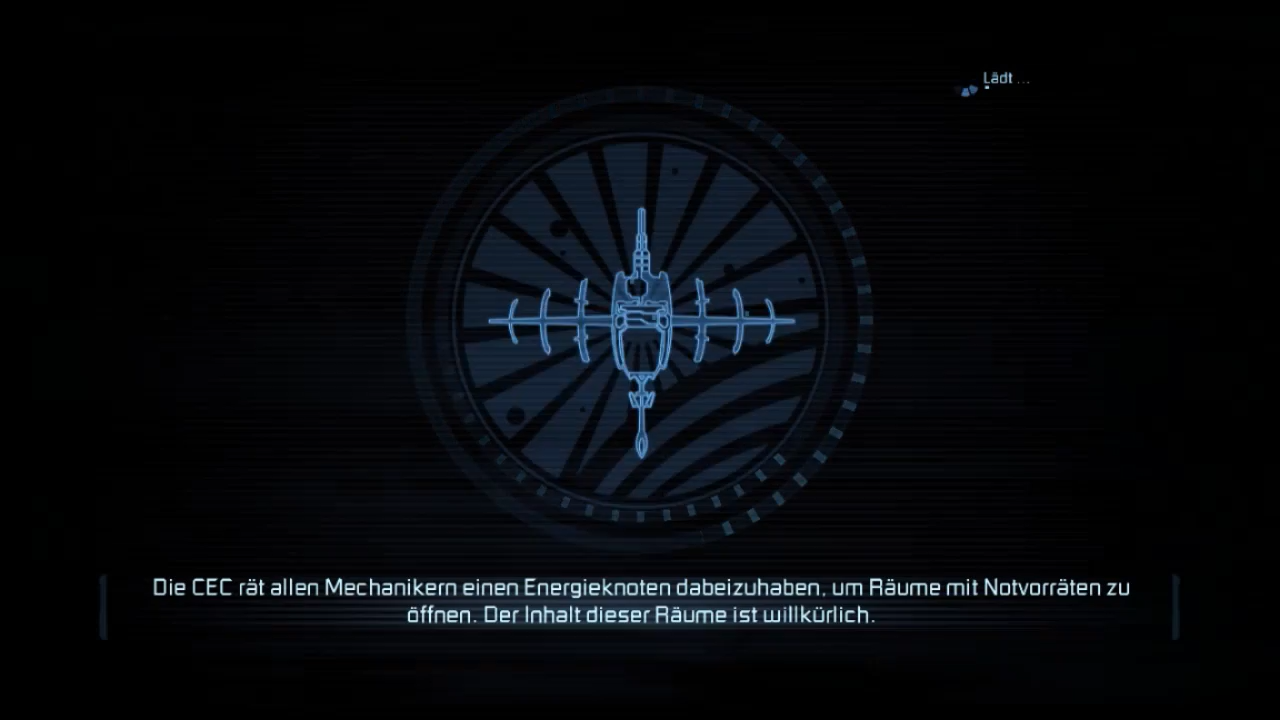 Lädt ...
Die CEC rät allen Mechanikern einen Energieknoten dabeizuhaben, um Räume mit Notvorräten zu
öffnen. Der Inhalt dieser Räume ist willkürlich.